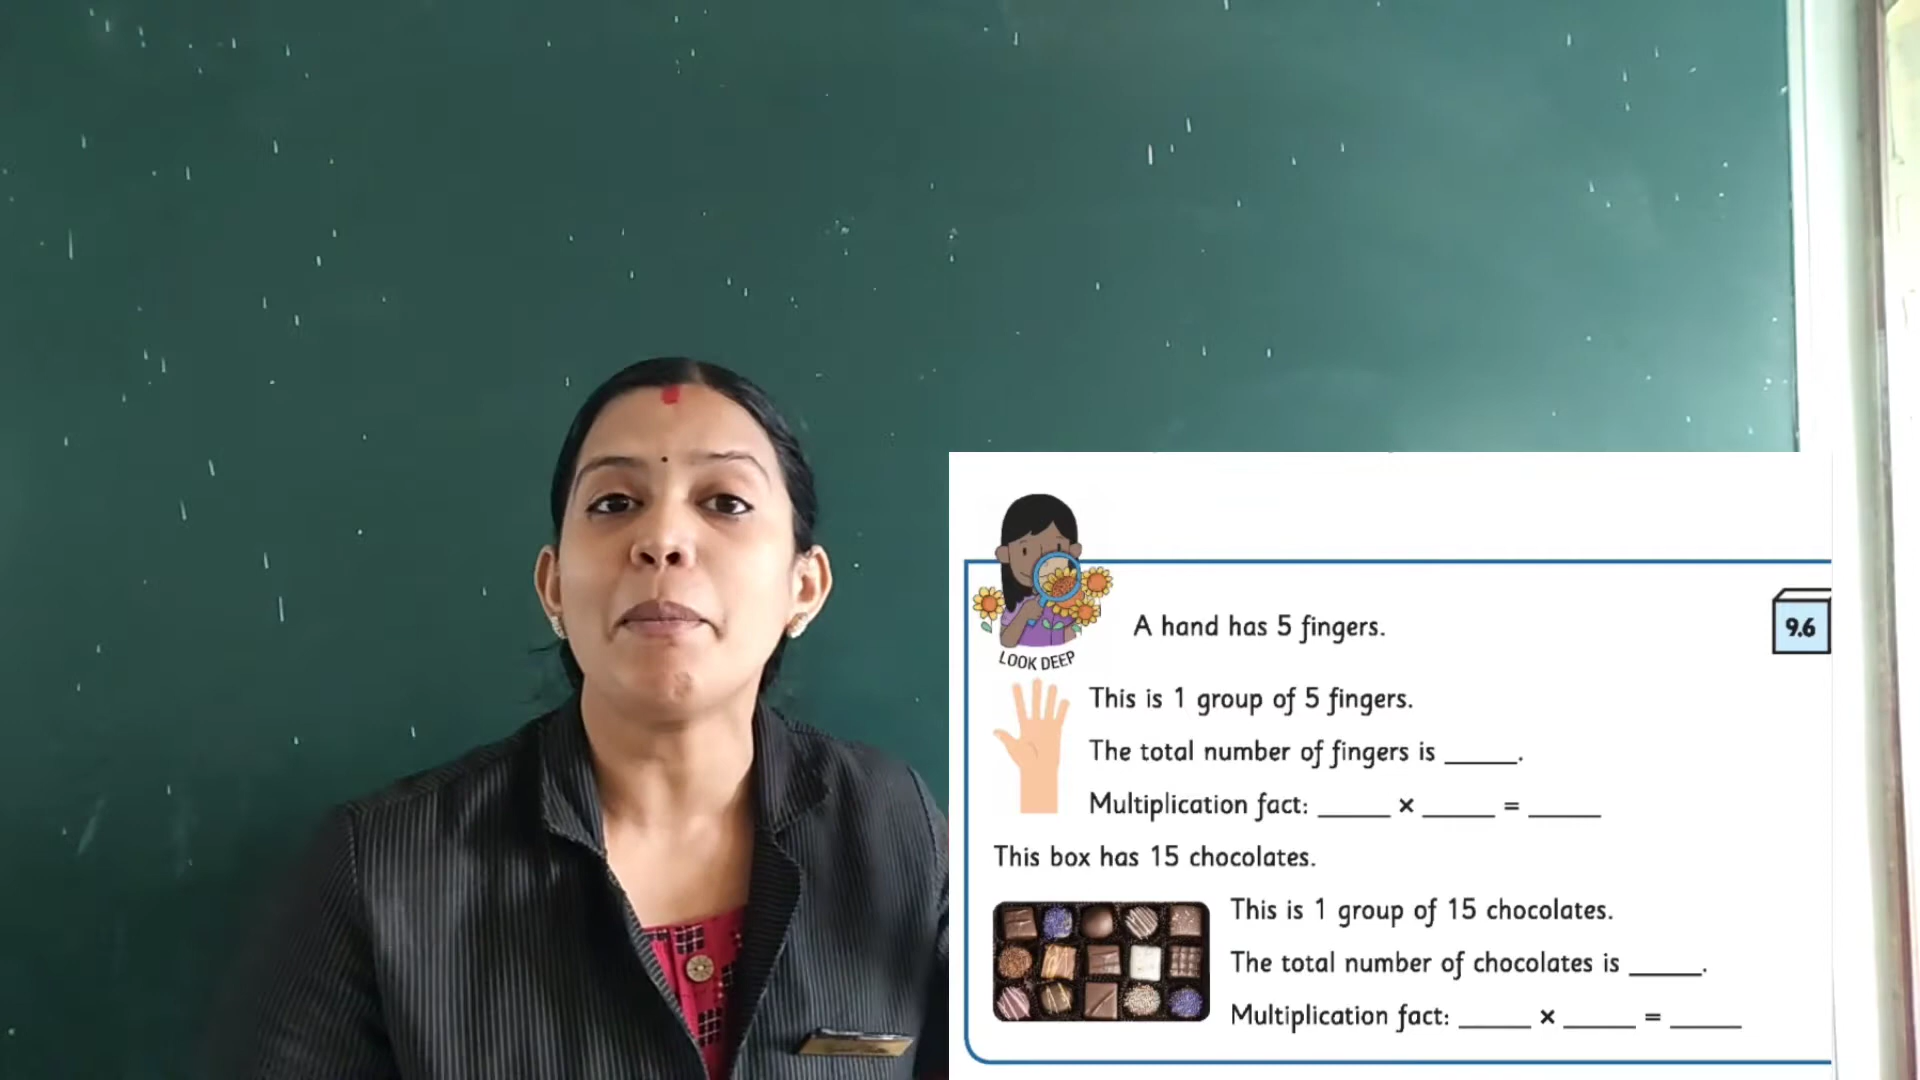 LOOK DEEP
A hand has 5 fingers.
9.6
This is 1 group of 5 fingers.
The total number of fingers is _____.
Multiplication fact: _____ × _____ = _____
This box has 15 chocolates.
This is 1 group of 15 chocolates.
The total number of chocolates is _____.
Multiplication fact: _____ × _____ = _____